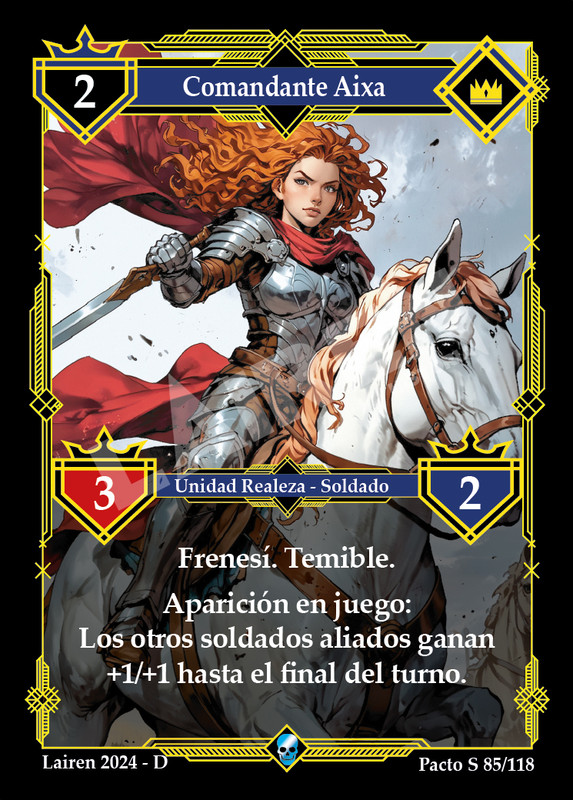 2
Comandante Aixa
3
Unidad Realeza - Soldado
2
Frenesí. Temible.
Aparición en juego:
Los otros soldados aliados ganan
+1/+1 hasta el final del turno.
Lairen 2024 - D
Pacto S 85/118